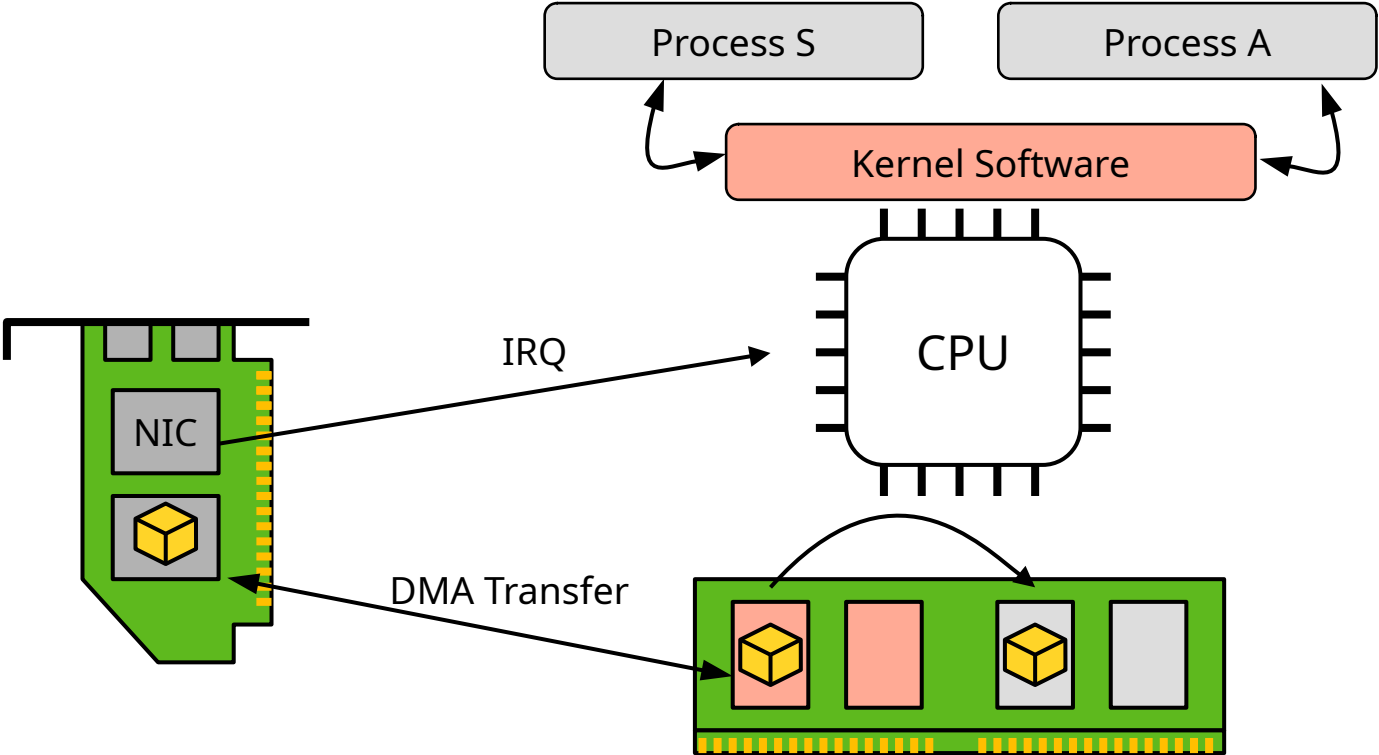 Process S
Process A
Kernel Software
IRQ
CPU
NIC
DMA Transfer